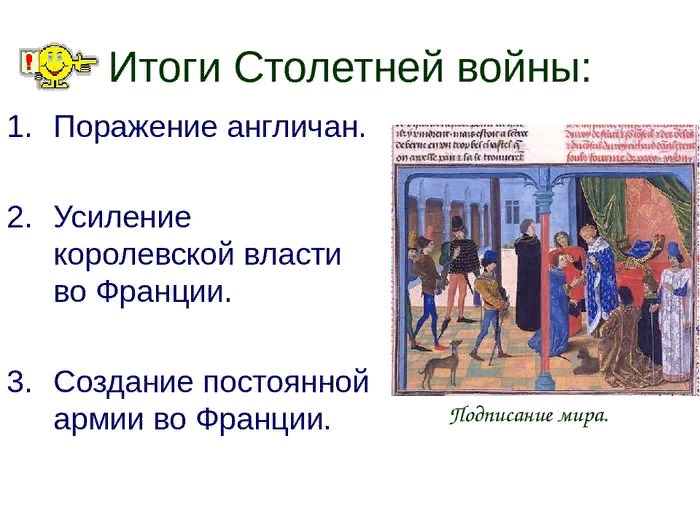 Итоги Столетней войны:
1. Поражение англичан.
2. Усиление
королевской власти
во Франции.
3. Создание постоянной
армии во Франции.
Подписание мира.